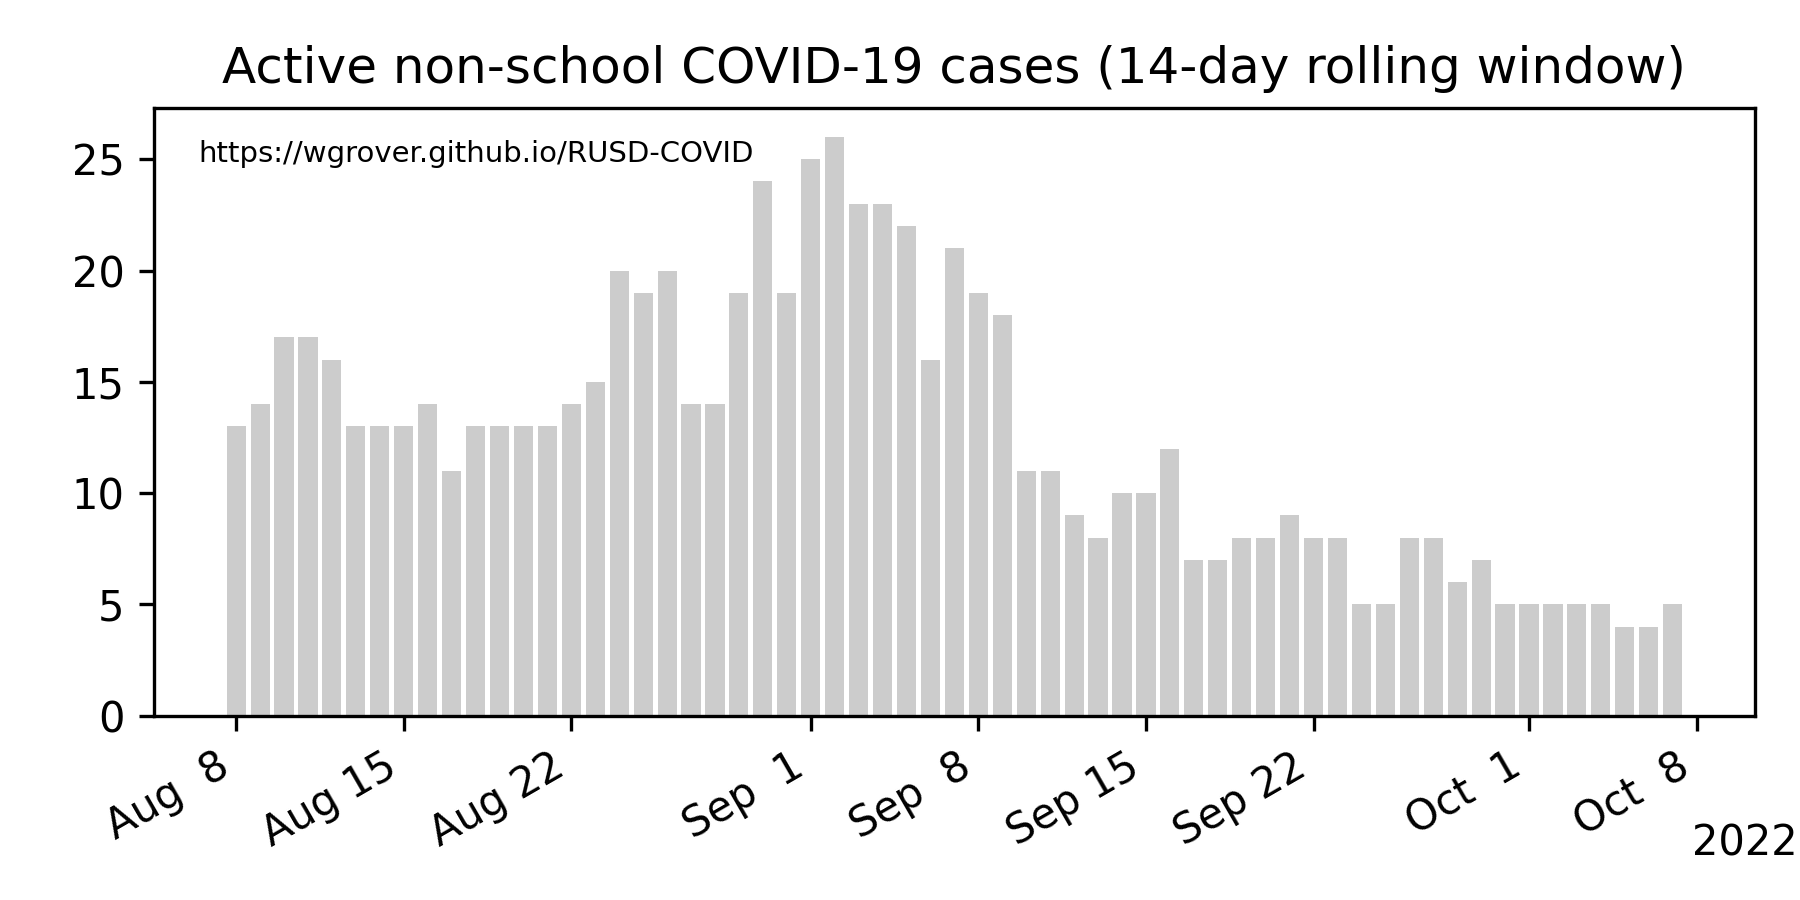 Active non-school COVID-19 cases (14-day rolling window)
https://wgrover.github.io/RUSD-COVID
25
20
15
10
5
0
Aug 8
Aug 15
Aug 22
Sep 1
Sep 8
Sep 15
Sep 22
Oct 1
Oct 8
2022